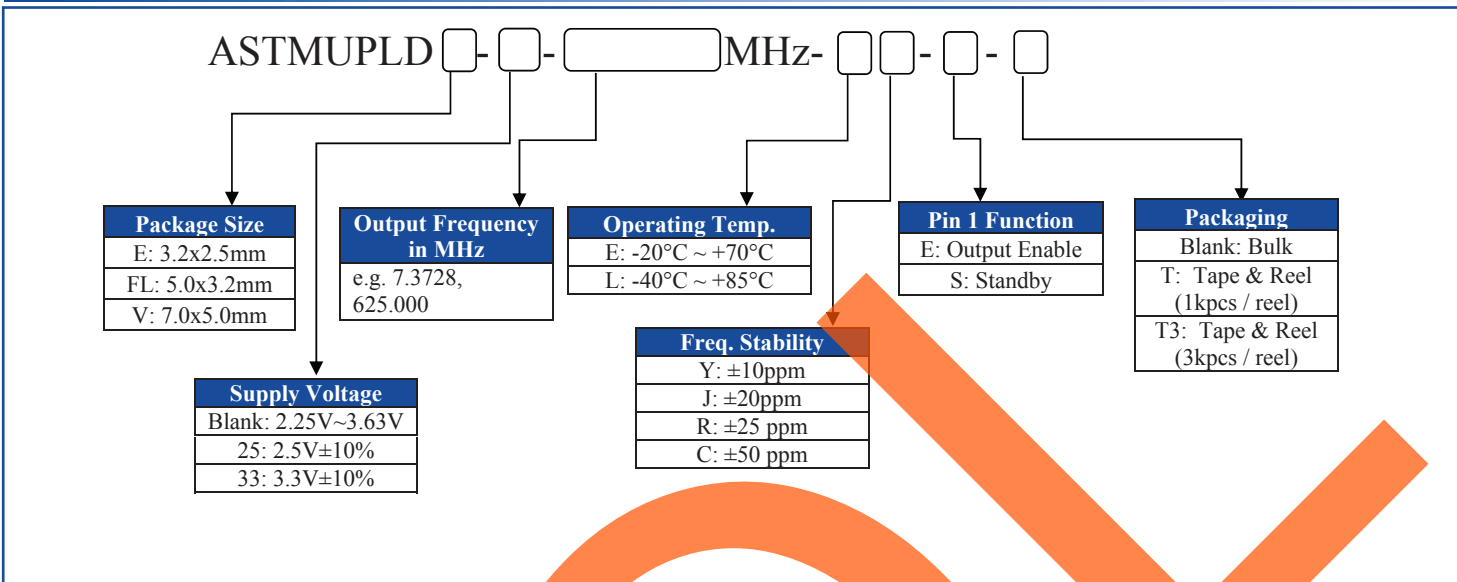 ASTMUPLD - - MHz- - -
Package Size
E: 3.2x2.5mm
FL: 5.0x3.2mm
V: 7.0x5.0mm
Supply Voltage
Blank: 2.25V~3.63V
25: 2.5V±10%
33: 3.3V±10%
Output Frequency
in MHz
e.g. 7.3728,
625.000
Operating Temp.
E: -20°C ~ +70°C
L: -40°C ~ +85°C
Freq. Stability
Y: ±10ppm
J: ±20ppm
R: ±25 ppm
C: ±50 ppm
Pin 1 Function
E: Output Enable
S: Standby
Packaging
Blank: Bulk
T: Tape & Reel
(1kpcs / reel)
T3: Tape & Reel
(3kpcs / reel)